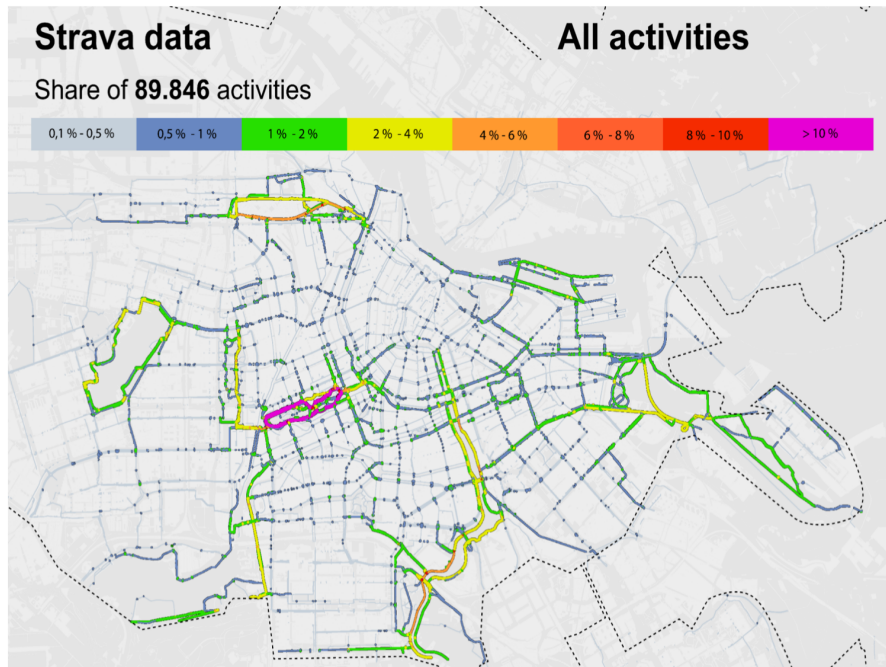 Strava data
All activities
Share of 89.846 activities
0,1 % - 0,5 %
0,5 % - 1 %
1 % - 2 %
2 % - 4 %
4 % - 6 %
6 % - 8 %
8 % - 10 %
> 10 %